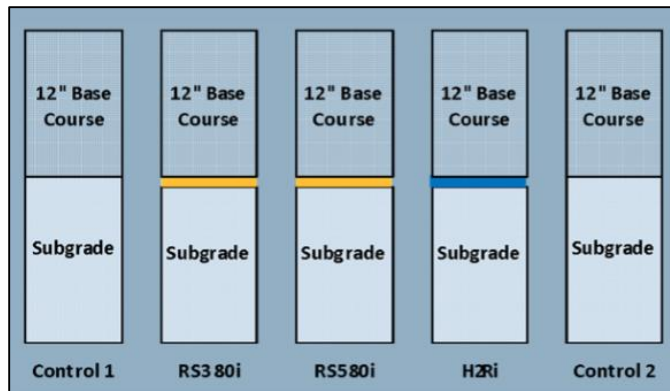 12" Base
Course
12" Base
Course
12" Base
Course
12" Base
Course
12" Base
Course
Subgrade
Subgrade
Subgrade
Subgrade
Subgrade
Control 1
RS380i
RS580i
H2Ri
Control 2